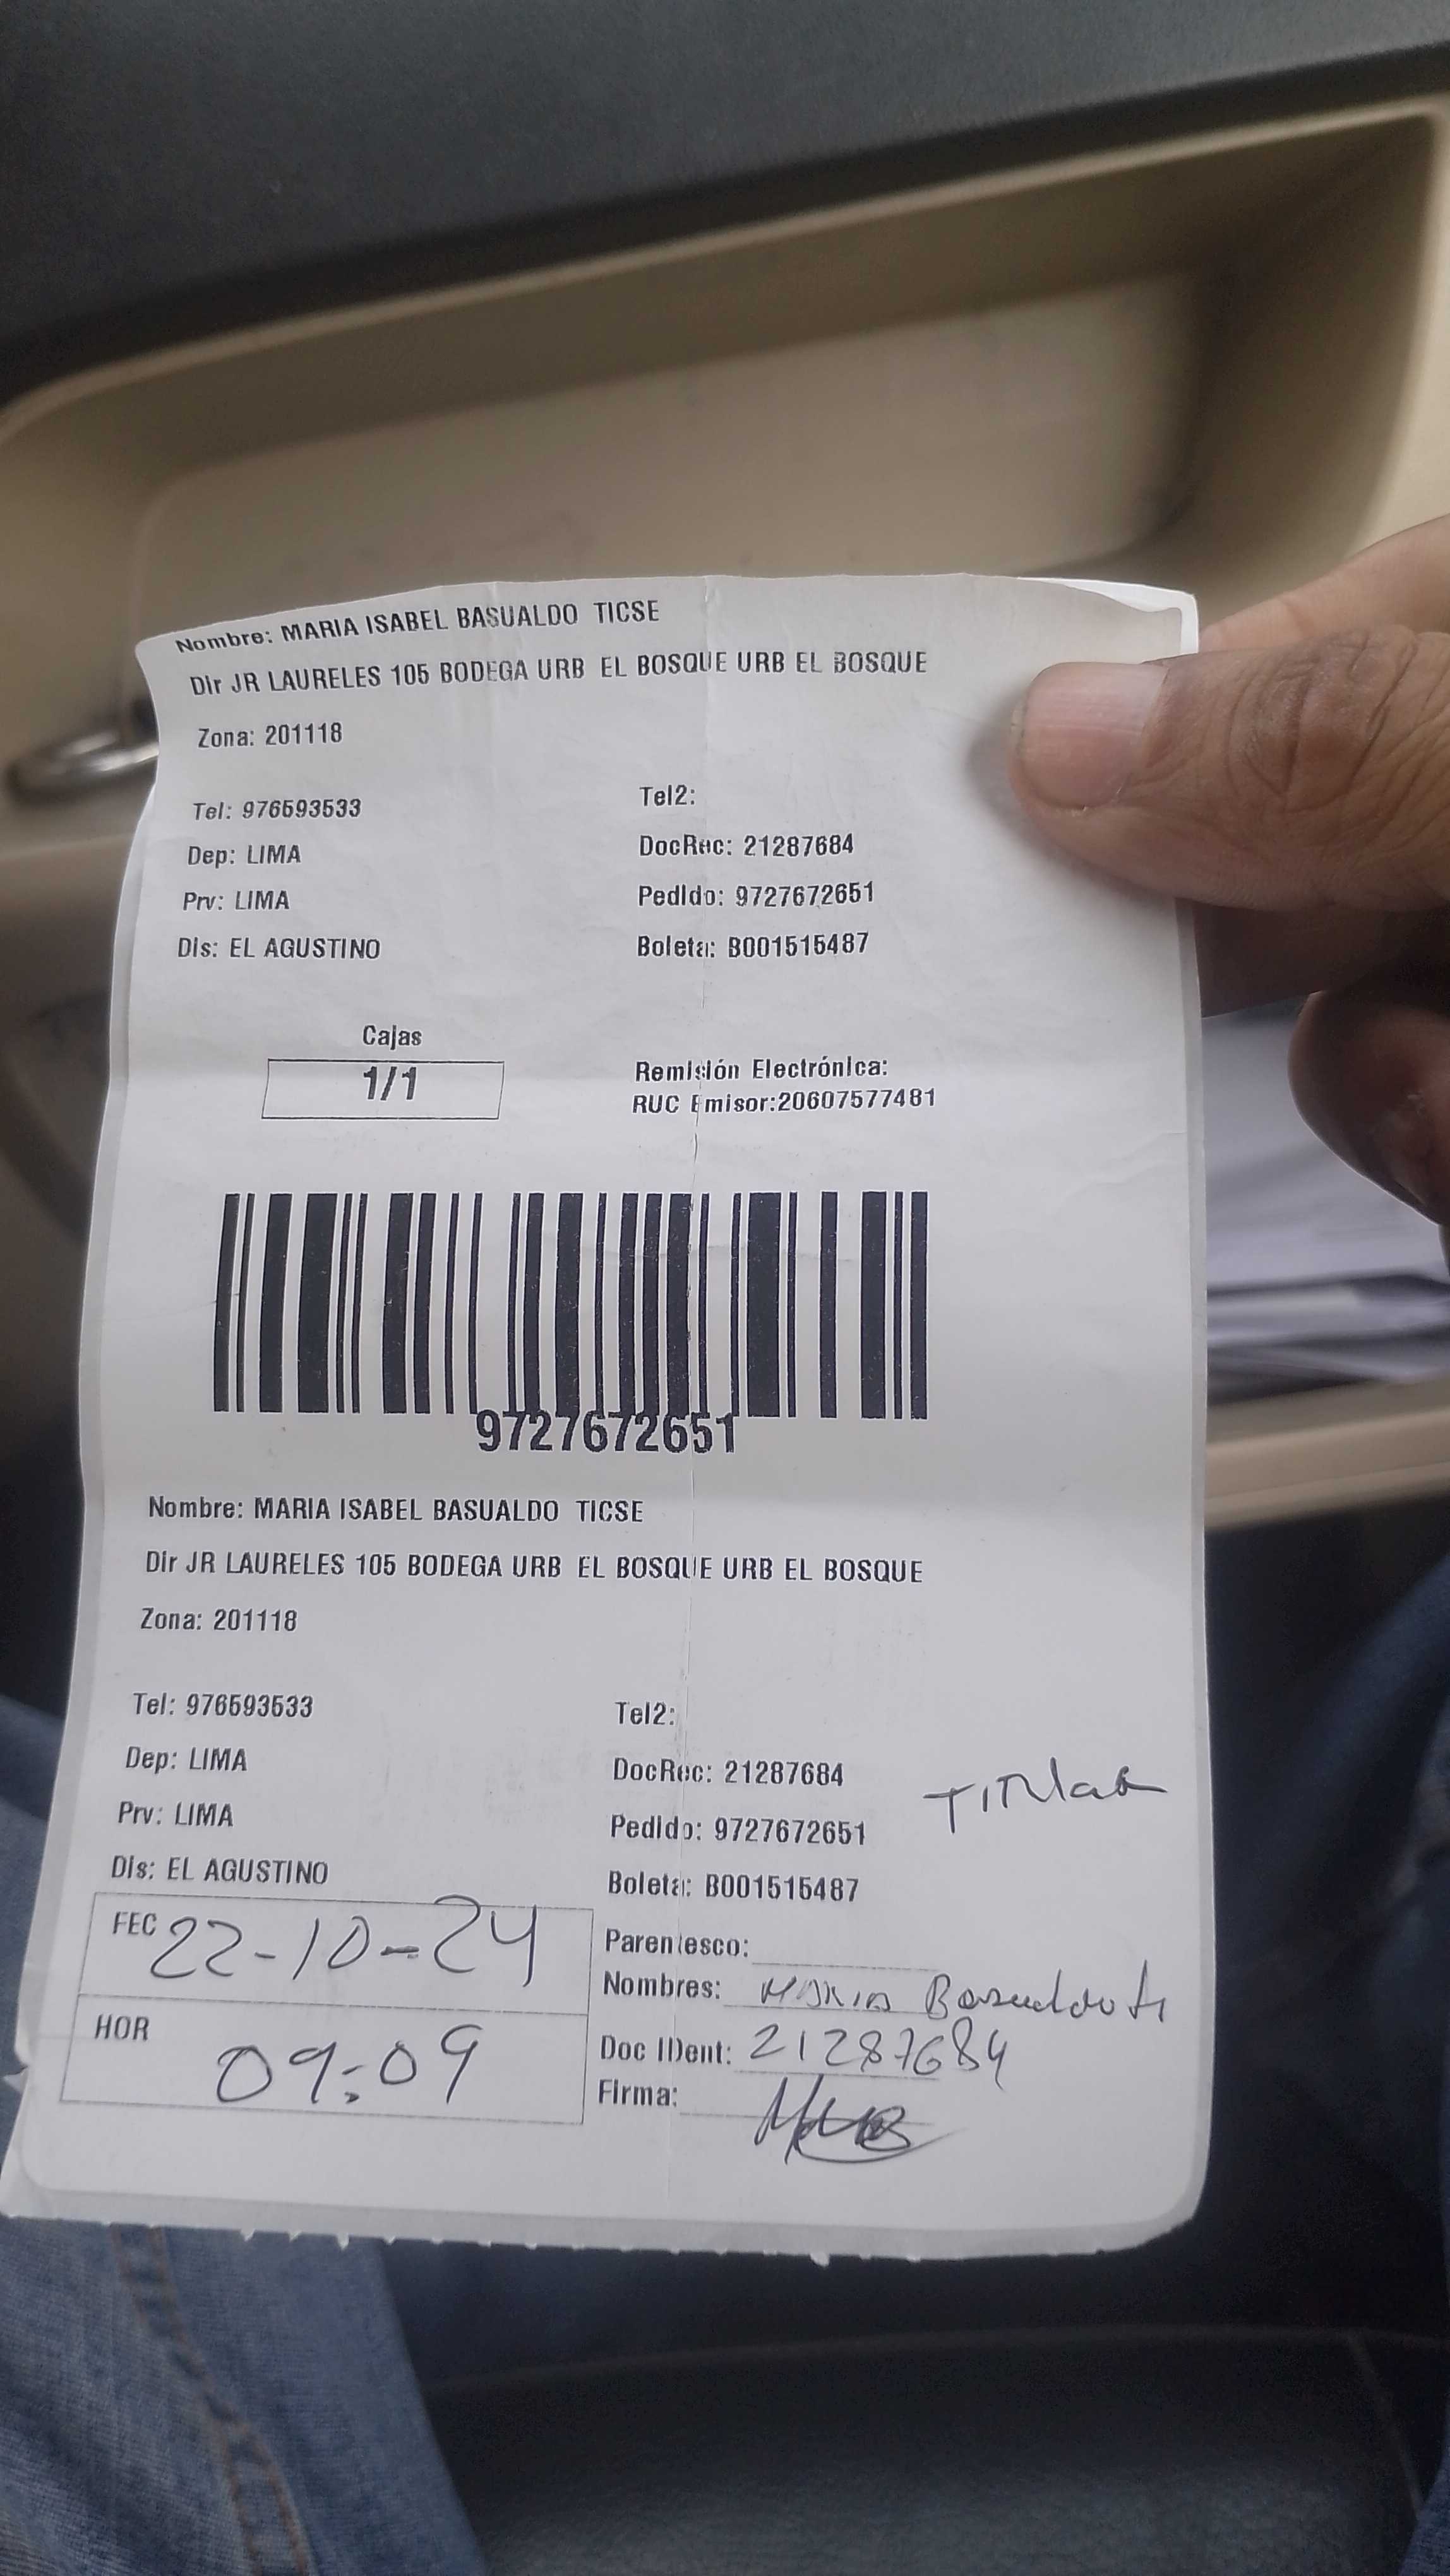 Nombre: MARIA ISABEL BASUALDO TICSE
Dir JR LAURELES 105 BODEGA URB EL BOSQUE URB EL BOSQUE
Zona: 201118
Tel: 976593533
Tel2:
Dep: LIMA
DocRec: 21287684
Prv: LIMA
Pedido: 9727672651
Dis: EL AGUSTINO
Boleta: B001515487
Cajas
1/1
Remisión Electrónica:
RUC Emisor:20607577481
9727672651
Nombre: MARIA ISABEL BASUALDO TICSE
Dir JR LAURELES 105 BODEGA URB EL BOSQUE URB EL BOSQUE
Zona: 201118
Tel: 976593533
Tel2:
Dep: LIMA
DocRec: 21287684
Titular
Prv: LIMA
Pedido: 9727672651
Dis: EL AGUSTINO
Boleta: B001515487
FEC 22-10-24
Parentesco:
Nombres: Maria Basualdo
HOR 09:09
Doc IDent: 21287684
Firma: